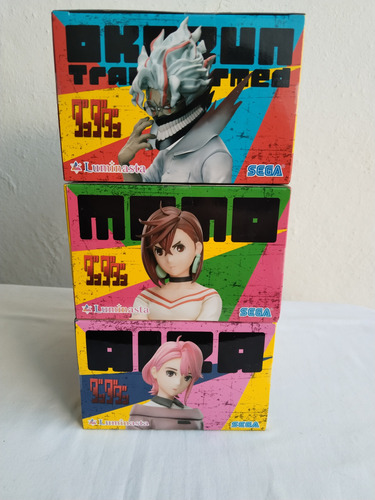 OKARUN
Transformed
ダンダダン
Luminasta
SEGA
MOMO
ダンダダン
Luminasta
SEGA
AIRA
ダンダダン
Luminasta
SEGA